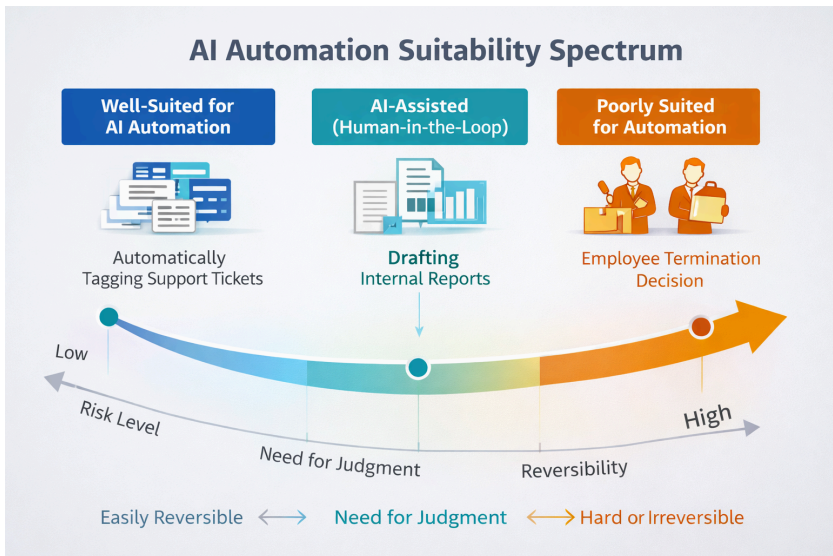 AI Automation Suitability Spectrum
Well-Suited for
AI Automation
AI-Assisted
(Human-in-the-Loop)
Poorly Suited
for Automation
Automatically
Tagging Support Tickets
Drafting
Internal Reports
Employee Termination
Decision
Low
High
Risk Level
Need for Judgment
Reversibility
Easily Reversible
Need for Judgment
Hard or Irreversible